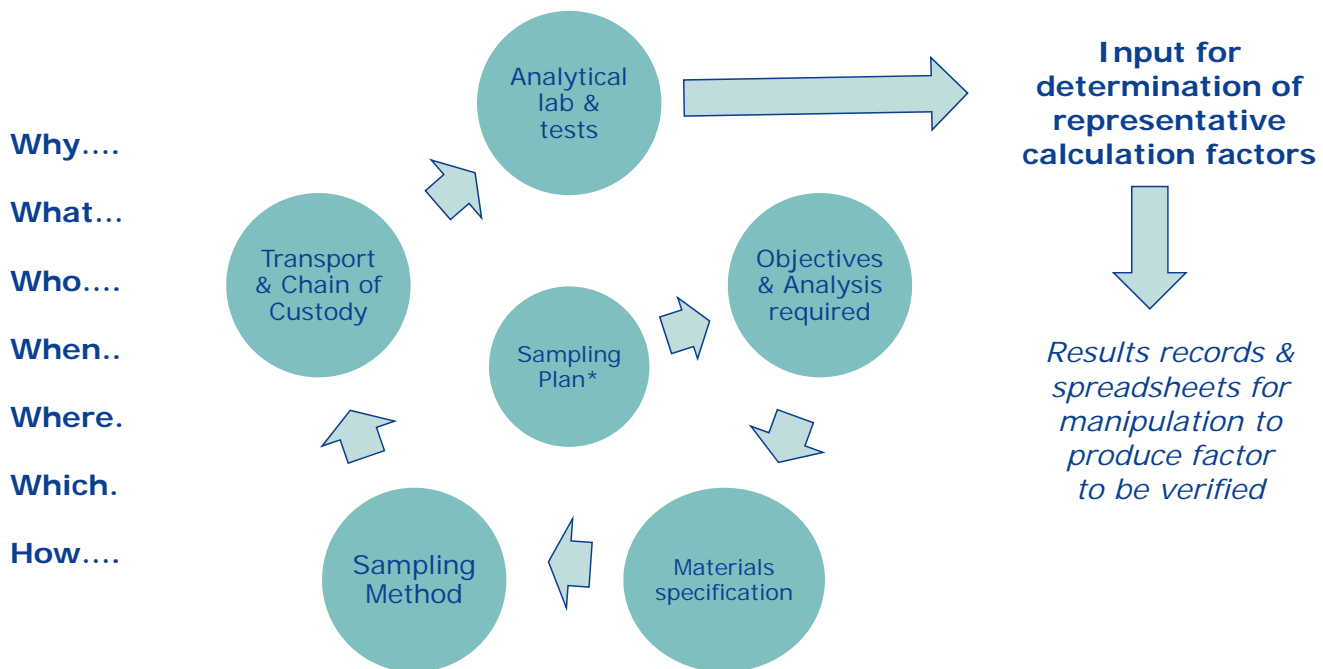 Why....
What...
Who....
When..
Where.
Which.
How....
Analytical
lab &
tests
Transport
& Chain of
Custody
Objectives
& Analysis
required
Sampling
Plan*
Sampling
Method
Materials
specification
Input for
determination of
representative
calculation factors
Results records &
spreadsheets for
manipulation to
produce factor
to be verified